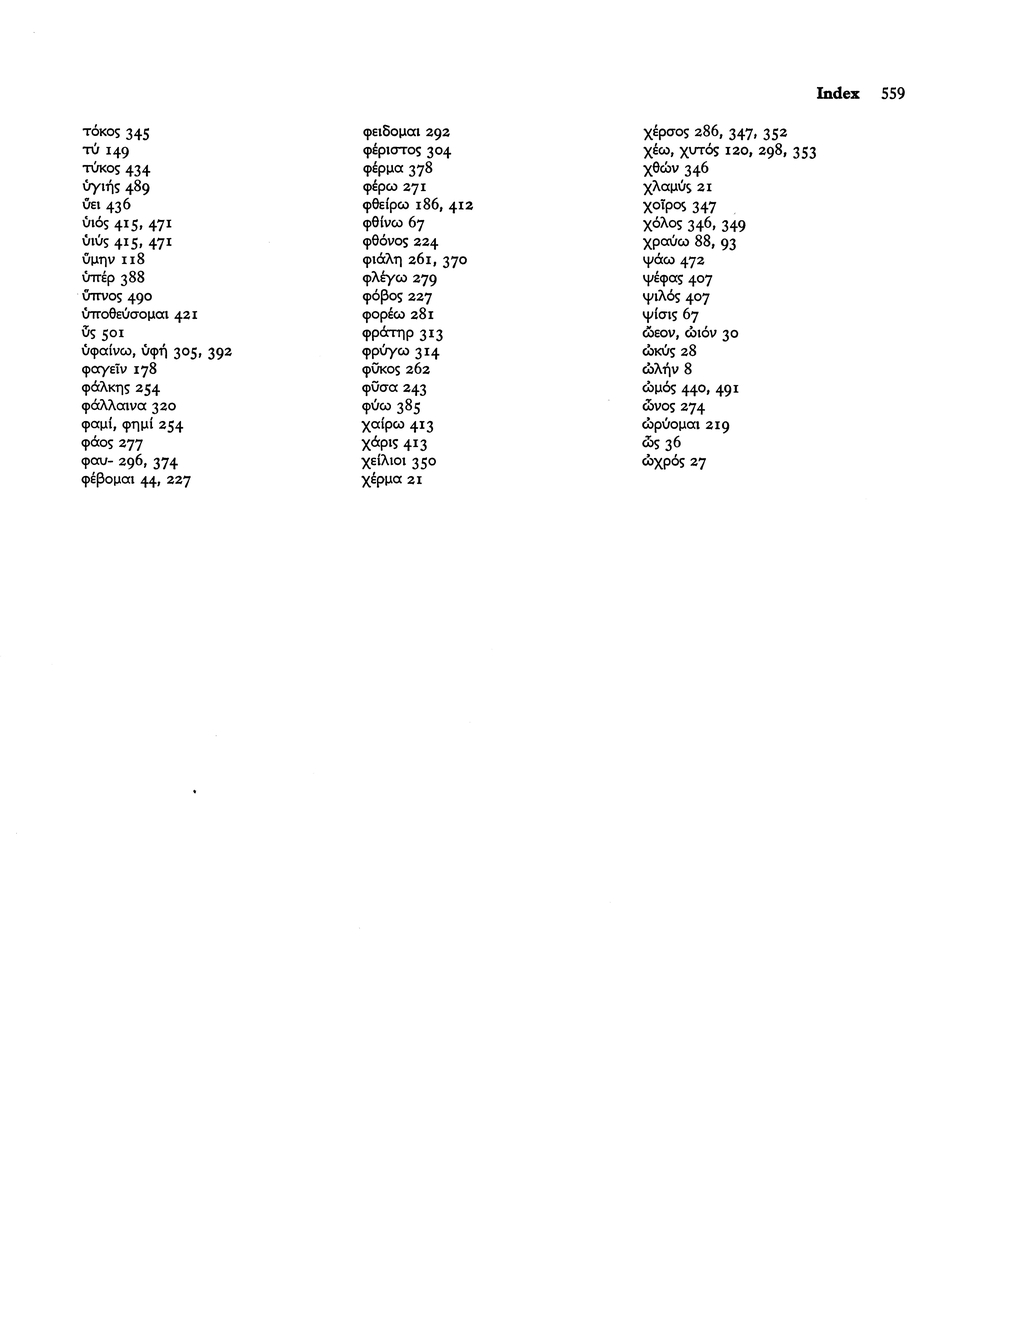 Index 559
τόκος 345
τύ 149
τύκος 434
ὑγιής 489
ὕει 436
ὑιός 415, 471
ὑιύς 415, 471
ὕμην 118
ὑπέρ 388
ὕπνος 490
ὑποθεύσομαι 421
ὗς 501
ὑφαίνω, ὑφή 305, 392
φαγεῖν 178
φάλκης 254
φάλλαινα 320
φαμί, φημί 254
φάος 277
φαυ- 296, 374
φέβομαι 44, 227
φειδομαι 292
φέριστος 304
φέρμα 378
φέρω 271
φθείρω 186, 412
φθίνω 67
φθόνος 224
φιάλη 261, 370
φλέγω 279
φόβος 227
φορέω 281
φράτηρ 313
φρύγω 314
φῦκος 262
φῦσα 243
φύω 385
χαίρω 413
χάρις 413
χείλιοι 350
χέρμα 21
χέρσος 286, 347, 352
χέω, χυτός 120, 298, 353
χθών 346
χλαμύς 21
χοῖρος 347
χόλος 346, 349
χραύω 88, 93
ψάω 472
ψέφας 407
ψιλός 407
ψίσις 67
ὤεον, ὠιόν 30
ὠκύς 28
ὠλήν 8
ὠμός 440, 491
ὦνος 274
ὠρύομαι 219
ὦς 36
ὠχρός 27